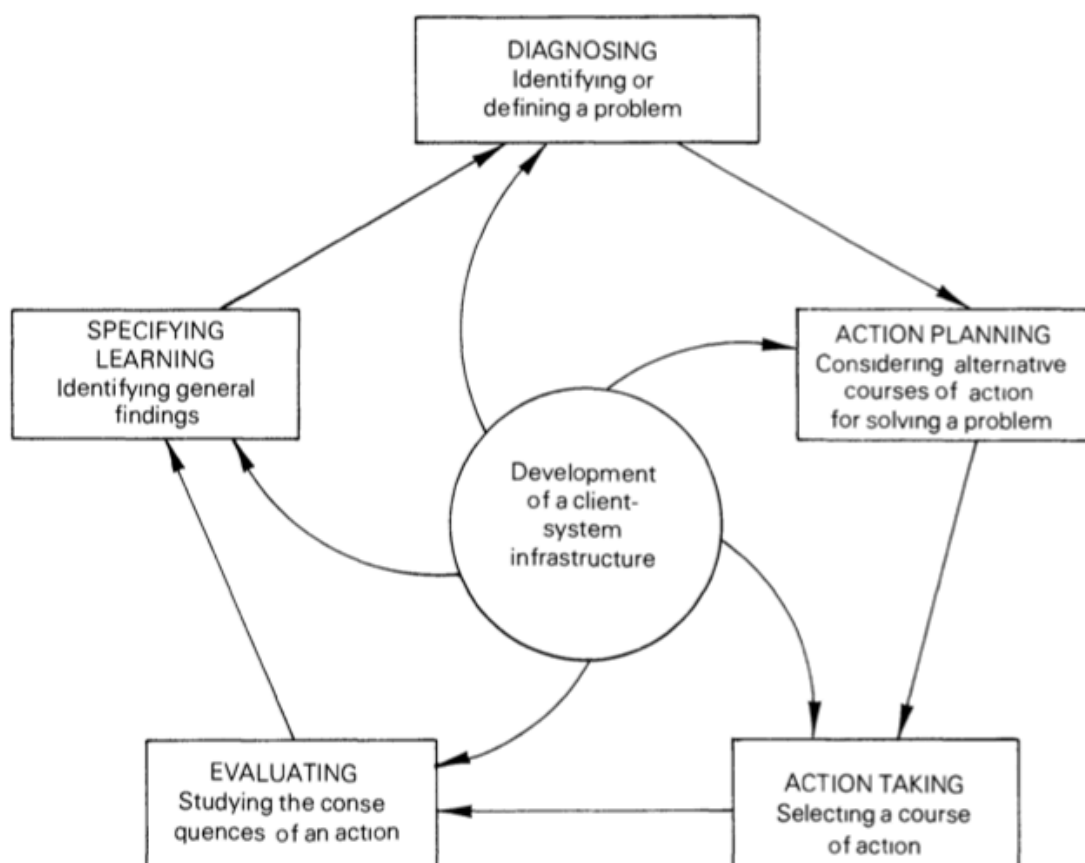 DIAGNOSING
Identifying or
defining a problem
SPECIFYING
LEARNING
Identifying general
findings
ACTION PLANNING
Considering alternative
courses of action
for solving a problem
Development
of a client-
system
infrastructure
EVALUATING
Studying the conse
quences of an action
ACTION TAKING
Selecting a course
of action